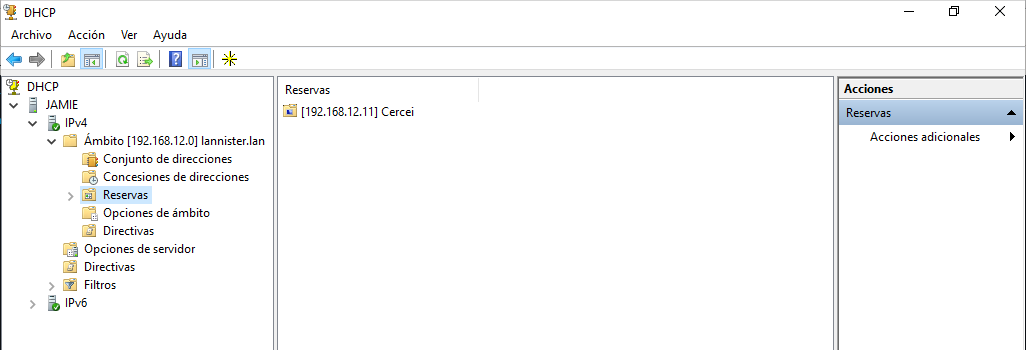 DHCP
Archivo Acción Ver Ayuda
DHCP
JAMIE
IPv4
Ámbito [192.168.12.0] lannister.lan
Conjunto de direcciones
Concesiones de direcciones
Reservas
Opciones de ámbito
Directivas
Opciones de servidor
Directivas
Filtros
IPv6
Reservas
[192.168.12.11] Cercei
Acciones
Reservas
Acciones adicionales